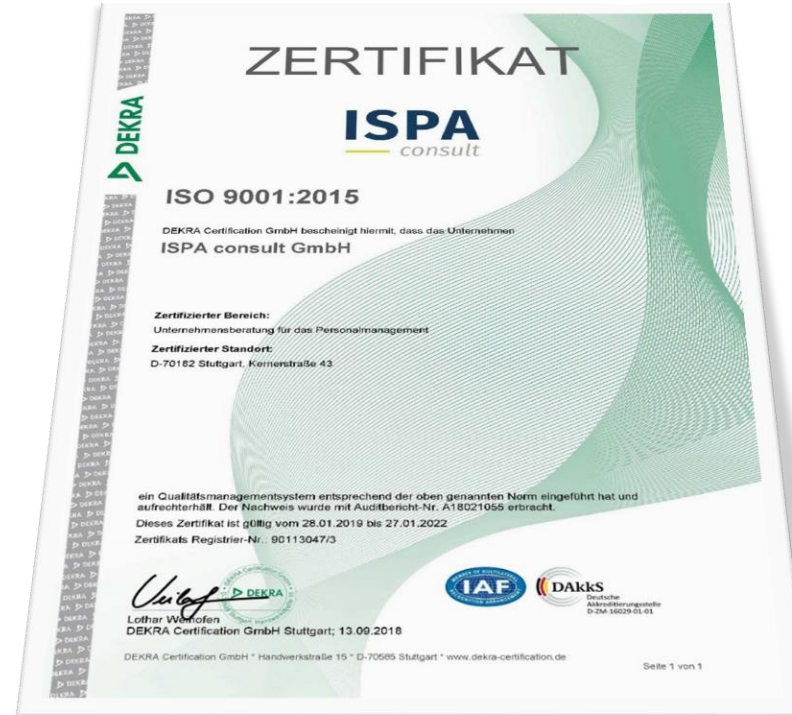 ZERTIFIKAT
DEKRA
ISPA
consult
ISO 9001:2015
DEKRA Certification GmbH bescheinigt hiermit, dass das Unternehmen
ISPA consult GmbH
Zertifizierter Bereich:
Unternehmensberatung für das Personalmanagement
Zertifizierter Standort:
D-70182 Stuttgart, Kernerstraße 43
ein Qualitätsmanagementsystem entsprechend der oben genannten Norm eingeführt hat und
aufrechterhält. Der Nachweis wurde mit Auditbericht-Nr. A18021055 erbracht.
Dieses Zertifikat ist gültig vom 28.01.2019 bis 27.01.2022
Zertifikats Registrier-Nr.: 90113047/3
DEKRA
IAF
DAkkS
Deutsche
Akkreditierungsstelle
D-ZM-16029-01-01
Lothar Weihofen
DEKRA Certification GmbH Stuttgart; 13.09.2018
DEKRA Certification GmbH * Handwerkstraße 15 * D-70565 Stuttgart * www.dekra-certification.de
Seite 1 von 1